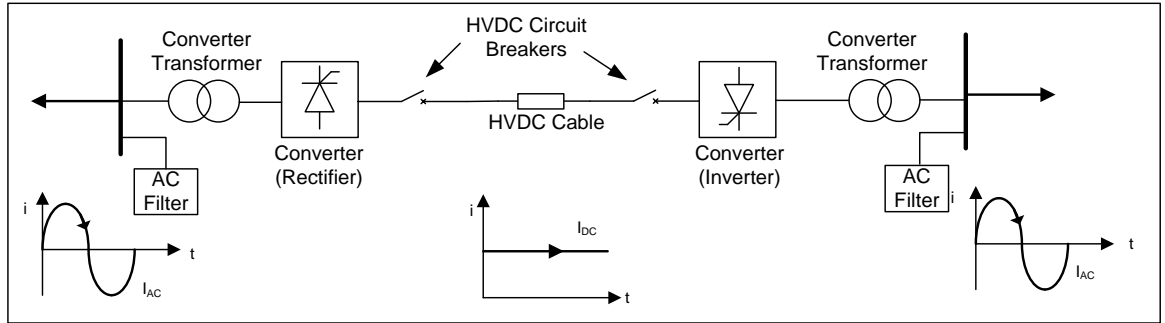 Converter
Transformer
HVDC Circuit
Breakers
Converter
Transformer
HVDC Cable
Converter
(Rectifier)
Converter
(Inverter)
AC
Filter
AC
Filter
i
t
I_AC
i
I_DC
t
i
t
I_AC